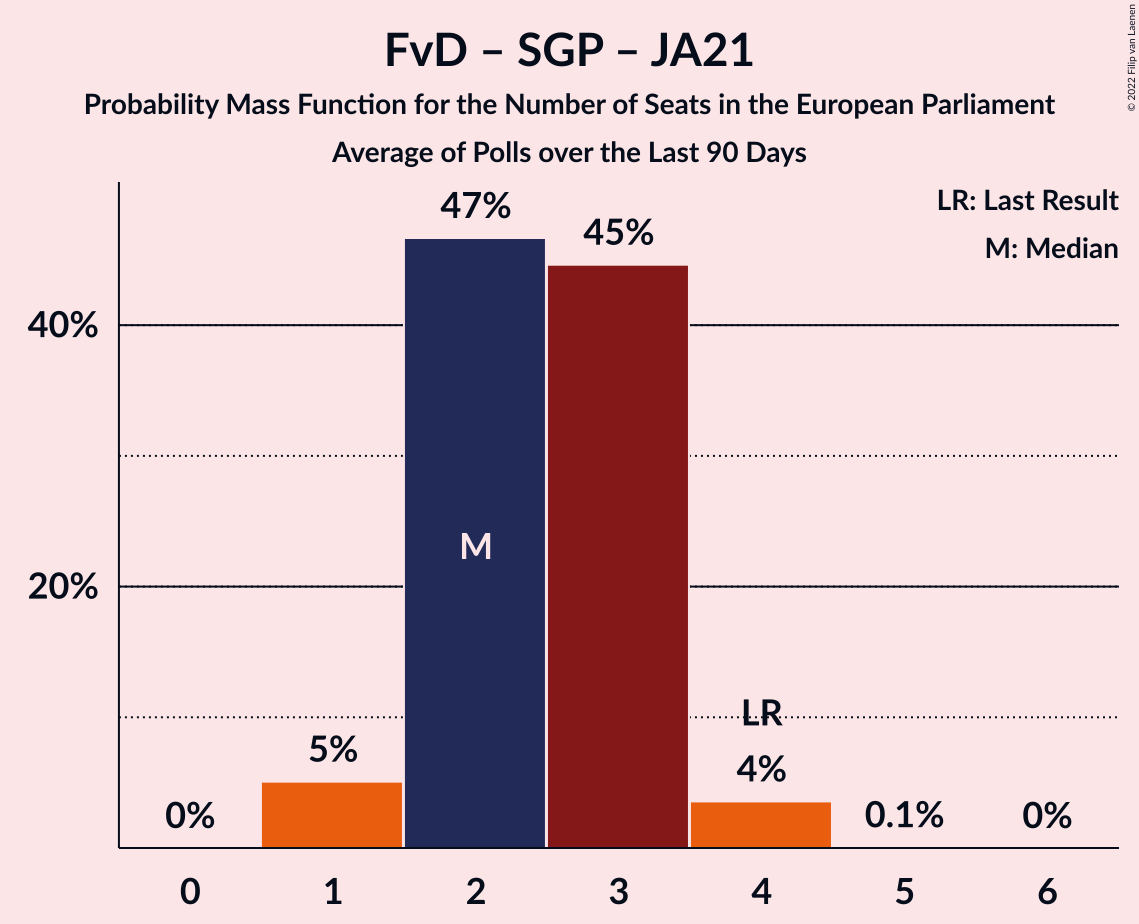 FvD – SGP – JA21
Probability Mass Function for the Number of Seats in the European Parliament
Average of Polls over the Last 90 Days
© 2022 Filip van Laenen
LR: Last Result
M: Median
47%
45%
40%
M
20%
LR
5%
4%
0%
0.1%
0%
0 1 2 3 4 5 6